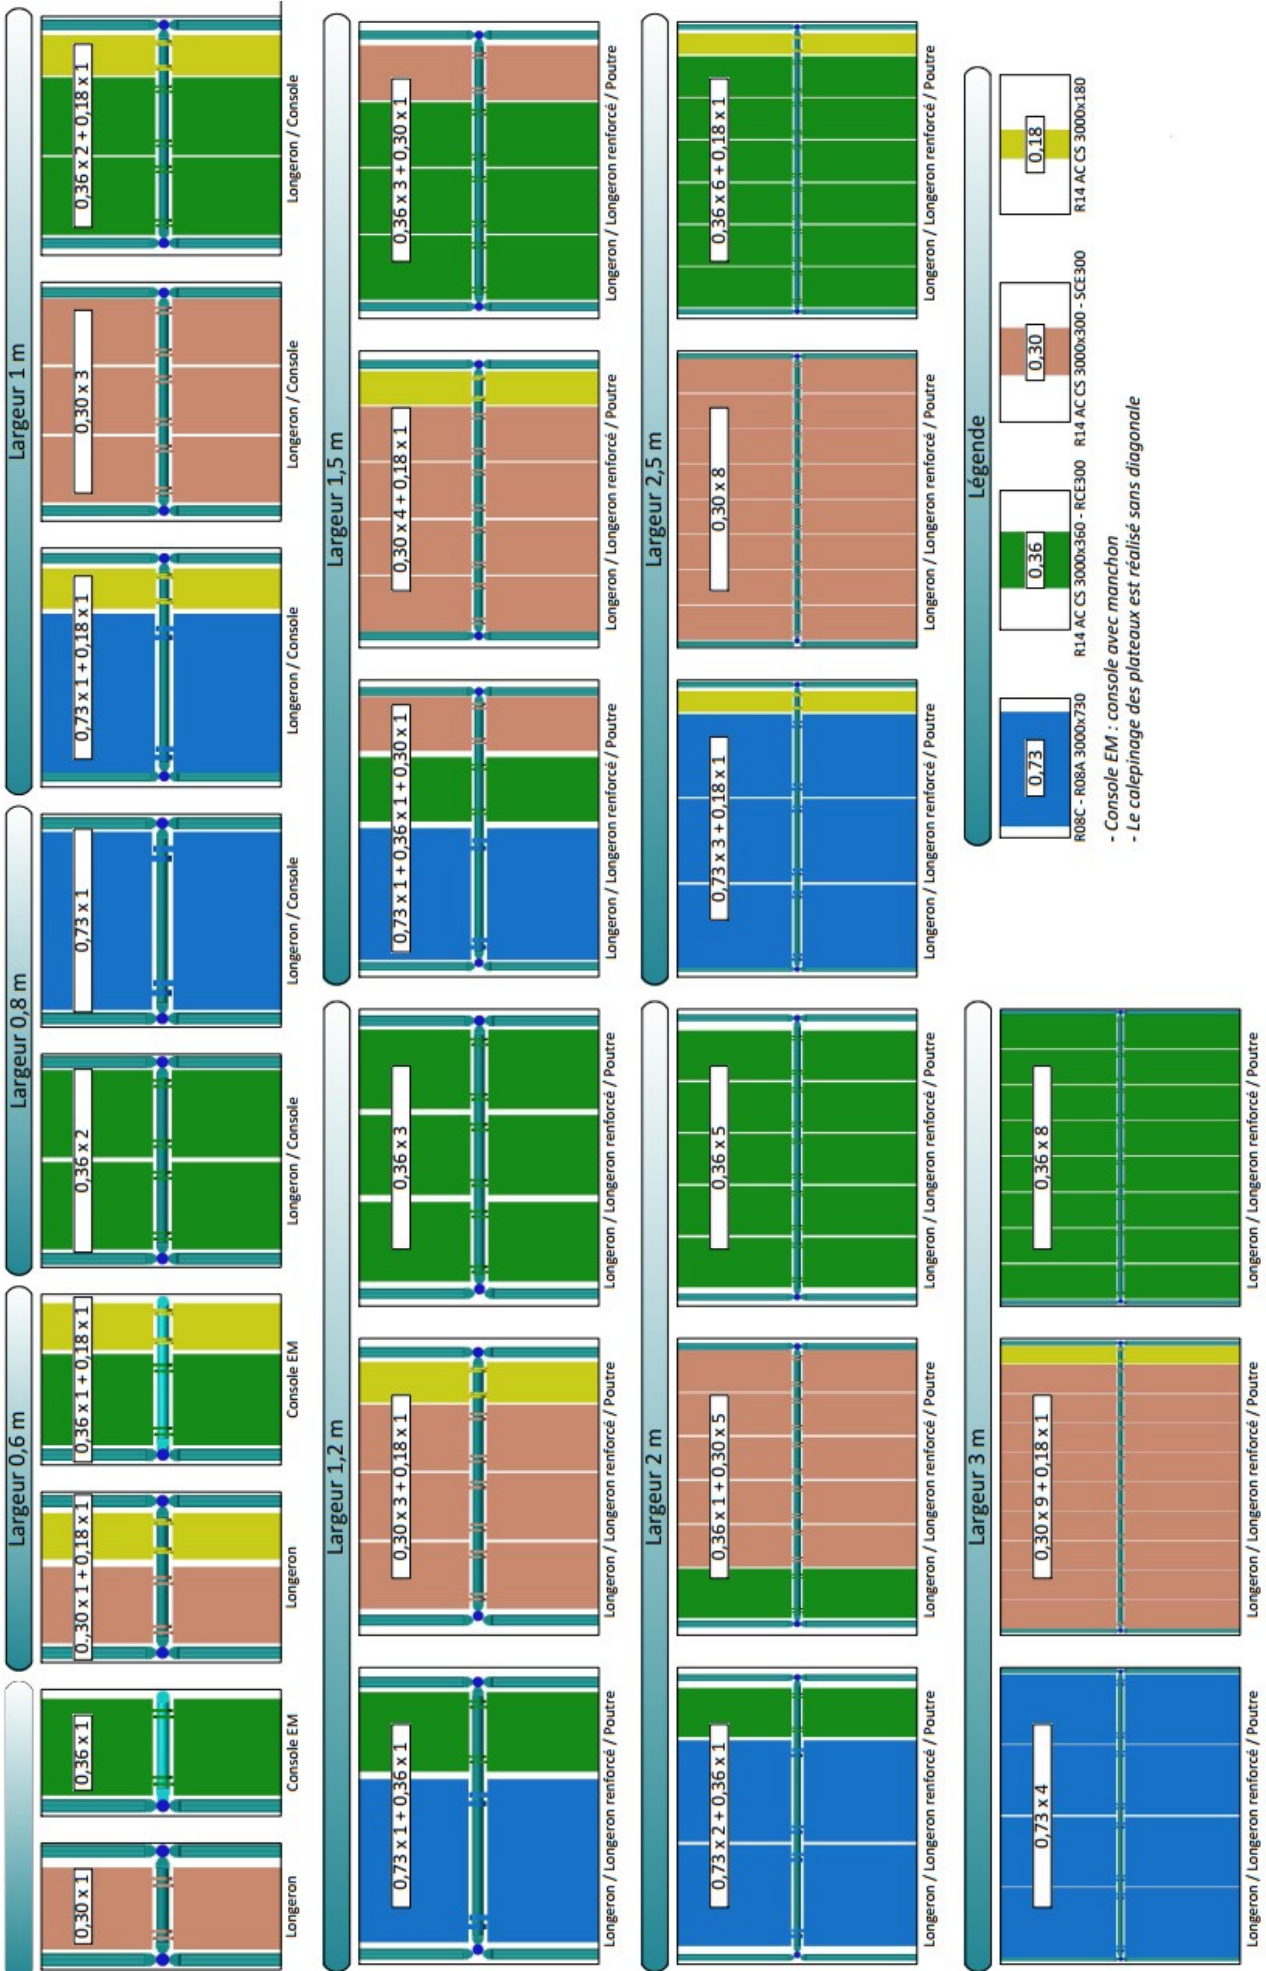 Largeur 0,6 m
Largeur 0,8 m
Largeur 1 m
0,30 x 1
Longeron
0,36 x 1
Console EM
0.30 x 1 + 0,18 x 1
Longeron
0,36 x 1 + 0,18 x 1
Console EM
0,36 x 2
Longeron / Console
0,73 x 1
Longeron / Console
0,73 x 1 + 0,18 x 1
Longeron / Console
0,30 x 3
Longeron / Console
0,36 x 2 + 0,18 x 1
Longeron / Console
Largeur 1,2 m
0,73 x 1 + 0,36 x 1
Longeron / Longeron renforcé / Poutre
0,30 x 3 + 0,18 x 1
Longeron / Longeron renforcé / Poutre
0,36 x 3
Longeron / Longeron renforcé / Poutre
Largeur 1,5 m
0,73 x 1 + 0,36 x 1 + 0,30 x 1
Longeron / Longeron renforcé / Poutre
0,30 x 4 + 0,18 x 1
Longeron / Longeron renforcé / Poutre
0,36 x 3 + 0,30 x 1
Longeron / Longeron renforcé / Poutre
Largeur 2 m
0,73 x 2 + 0,36 x 1
Longeron / Longeron renforcé / Poutre
0,36 x 1 + 0,30 x 5
Longeron / Longeron renforcé / Poutre
0,36 x 5
Longeron / Longeron renforcé / Poutre
Largeur 2,5 m
0,73 x 3 + 0,18 x 1
Longeron / Longeron renforcé / Poutre
0,30 x 8
Longeron / Longeron renforcé / Poutre
0,36 x 6 + 0,18 x 1
Longeron / Longeron renforcé / Poutre
Largeur 3 m
0,73 x 4
Longeron / Longeron renforcé / Poutre
0,30 x 9 + 0,18 x 1
Longeron / Longeron renforcé / Poutre
0,36 x 8
Longeron / Longeron renforcé / Poutre
Légende
0,73
R08C - R08A 3000x730
0,36
R14 AC CS 3000x360 - RCE300
0,30
R14 AC CS 3000x300 - SCE300
0,18
R14 AC CS 3000x180
- Console EM : console avec manchon
- Le calepinage des plateaux est réalisé sans diagonale